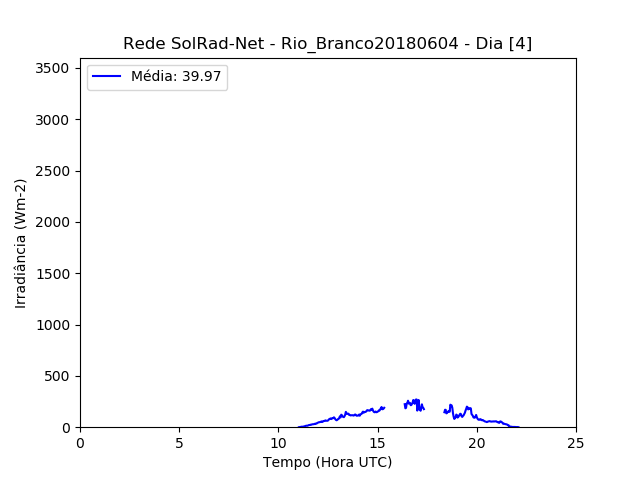 Rede SolRad-Net - Rio_Branco20180604 - Dia [4]
Média: 39.97
3500
3000
2500
2000
1500
1000
500
0
Irradiância (Wm-2)
0 5 10 15 20 25
Tempo (Hora UTC)